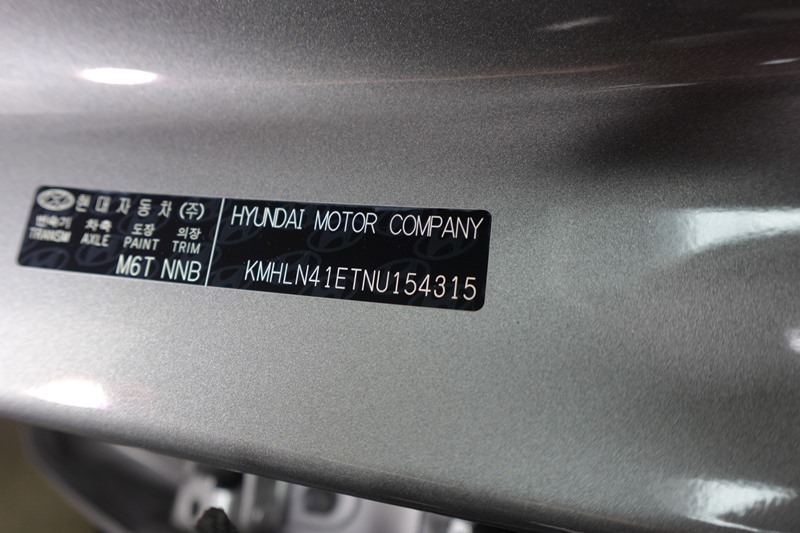 현대자동차(주)
변속기 차축 도장 의장
TRANSM AXLE PAINT TRIM
M6T NNB
HYUNDAI MOTOR COMPANY
KMHLN41ETNU154315